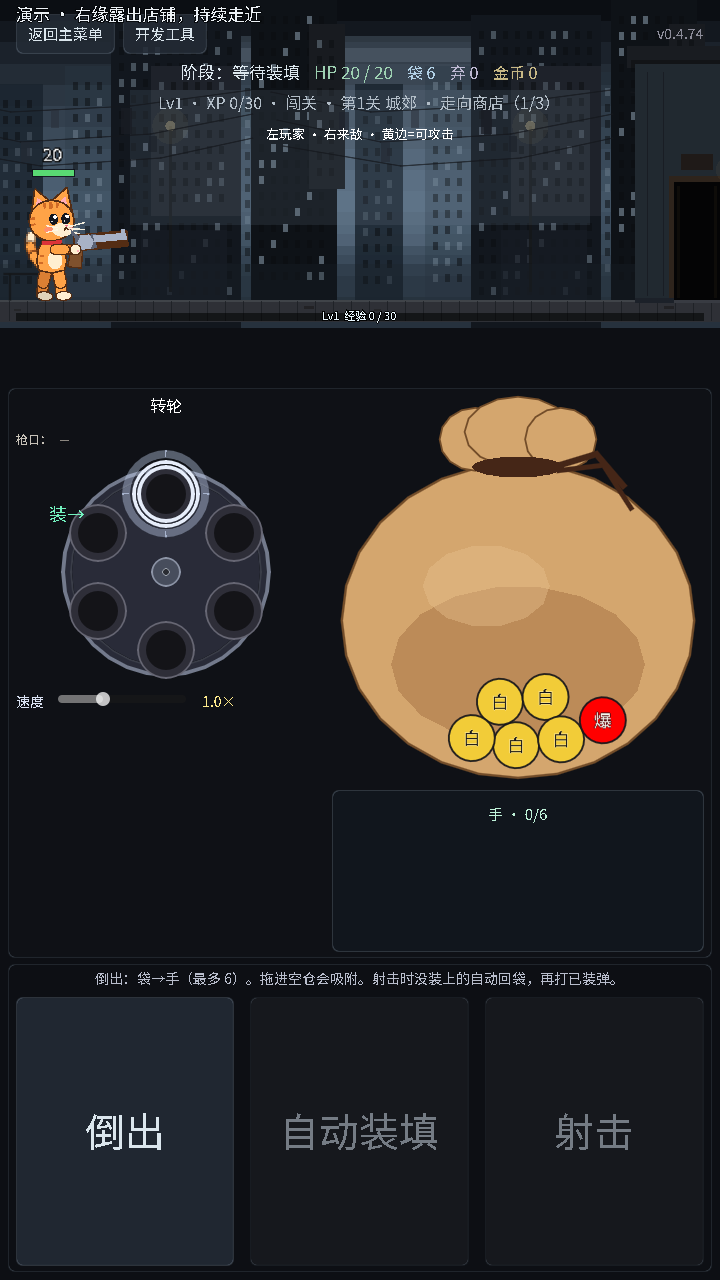 演示 · 右缘露出店铺，持续走近
返回主菜单
开发工具
v0.4.74
阶段：等待装填 HP 20 / 20 袋 6 弃 0 金币 0
Lv1 · XP 0/30 · 闯关 · 第1关 城郊 · 走向商店（1/3）
左玩家 · 右来敌 · 黄边=可攻击
20
Lv1 经验 0 / 30
转轮
枪口： —
装→
速度 1.0×
白 白
爆
白 白 白
手 · 0/6
倒出：袋→手（最多 6）。拖进空仓会吸附。射击时没装上的自动回袋，再打已装弹。
倒出
自动装填
射击